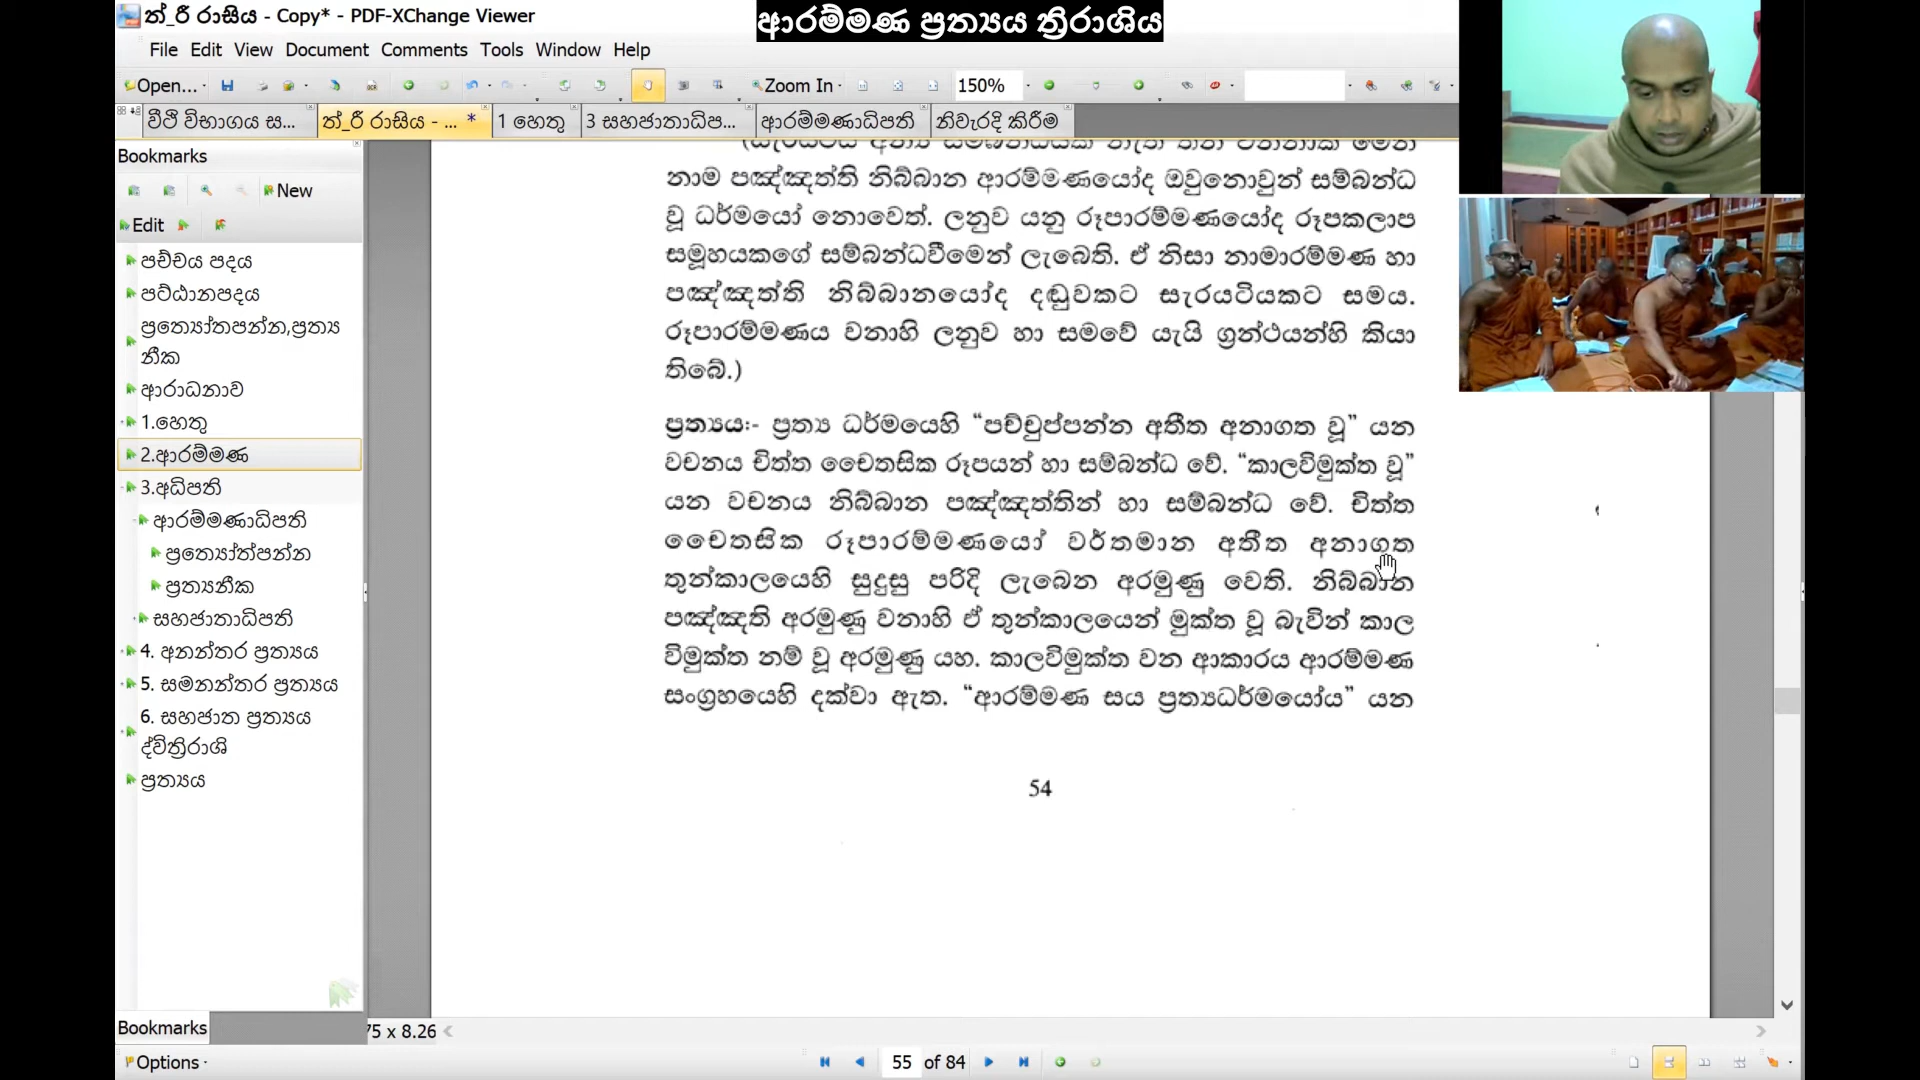 ත්_රී රාසිය - Copy* - PDF-XChange Viewer
ආරම්මණ ප්‍රත්‍යය ත්‍රිරාශිය
File Edit View Document Comments Tools Window Help
Open... Zoom In 150%
වීථි විභාගය ස... ත්_රී රාසිය - ... * 1 හෙතු 3 සහජාතාධිප... ආරම්මණාධිපති නිවැරදි කිරීම
Bookmarks
New
Edit
පච්චය පදය
පට්ඨානපදය
ප්‍රත්‍යෝතපන්න,ප්‍රත්‍ය
නීක
ආරාධනාව
1.හෙතු
2.ආරම්මණ
3.අධිපති
ආරම්මණාධිපති
ප්‍රත්‍යෝත්පන්න
ප්‍රත්‍යනීක
සහජාතාධිපති
4. අනන්තර ප්‍රත්‍යය
5. සමනන්තර ප්‍රත්‍යය
6. සහජාත ප්‍රත්‍යය
ද්විත්‍රිරාශි
ප්‍රත්‍යය
නාම පඤ්ඤත්ති නිබ්බාන ආරම්මණයෝද ඔවුනොවුන් සම්බන්ධ
වූ ධර්මයෝ නොවෙත්. ලනුව යනු රූපාරම්මණයෝද රූපකලාප
සමූහයකගේ සම්බන්ධවීමෙන් ලැබෙති. ඒ නිසා නාමාරම්මණ හා
පඤ්ඤත්ති නිබ්බානයෝද දඬුවකට සැරයටියකට සමය.
රූපාරම්මණය වනාහි ලනුව හා සමවේ යැයි ග්‍රන්ථයන්හි කියා
තිබේ.)
ප්‍රත්‍යය:- ප්‍රත්‍ය ධර්මයෙහි “පච්චුප්පන්න අතීත අනාගත වූ” යන
වචනය චිත්ත චෛතසික රූපයන් හා සම්බන්ධ වේ. “කාලවිමුක්ත වූ”
යන වචනය නිබ්බාන පඤ්ඤත්තීන් හා සම්බන්ධ වේ. චිත්ත
චෛතසික රූපාරම්මණයෝ වර්තමාන අතීත අනාගත
තුන්කාලයෙහි සුදුසු පරිදි ලැබෙන අරමුණු වෙති. නිබ්බාන
පඤ්ඤති අරමුණු වනාහි ඒ තුන්කාලයෙන් මුක්ත වූ බැවින් කාල
විමුක්ත නම් වූ අරමුණු යහ. කාලවිමුක්ත වන ආකාරය ආරම්මණ
සංග්‍රහයෙහි දක්වා ඇත. “ආරම්මණ සය ප්‍රත්‍යධර්මයෝය” යන
54
Bookmarks
75 x 8.26
Options
55 of 84